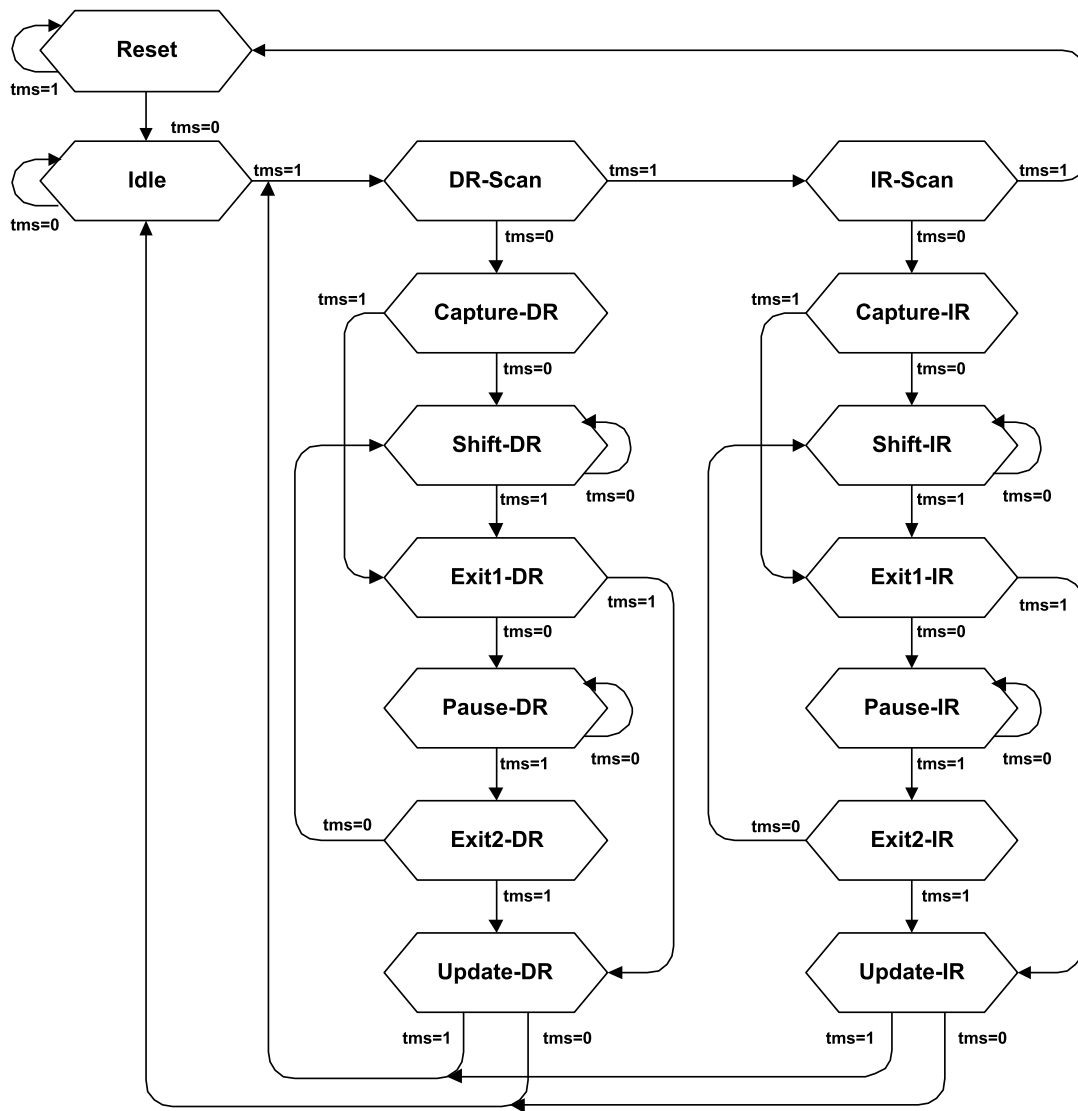 Reset
tms=1
tms=0
Idle
tms=1
DR-Scan
tms=1
IR-Scan
tms=1
tms=0
tms=0
tms=0
tms=1
Capture-DR
tms=1
Capture-IR
tms=0
tms=0
Shift-DR
Shift-IR
tms=1
tms=0
tms=1
tms=0
Exit1-DR
tms=1
Exit1-IR
tms=1
tms=0
tms=0
Pause-DR
Pause-IR
tms=1
tms=0
tms=1
tms=0
tms=0
Exit2-DR
tms=0
Exit2-IR
tms=1
tms=1
Update-DR
Update-IR
tms=1
tms=0
tms=1
tms=0